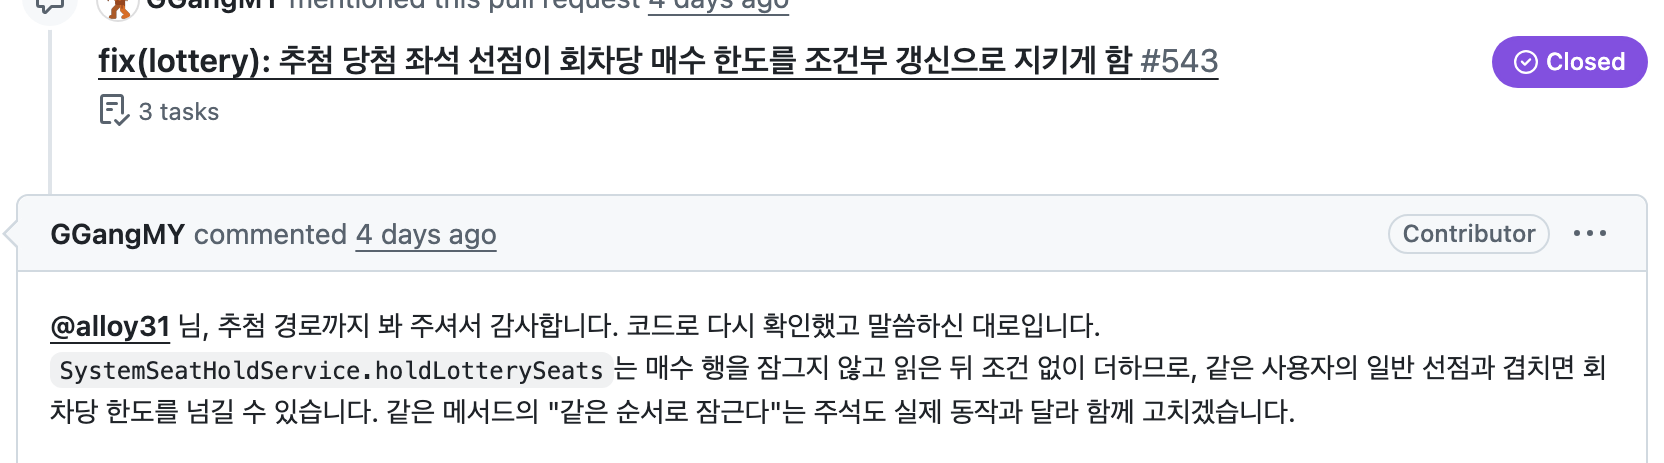 GGangMY mentioned this pull request 4 days ago
fix(lottery): 추첨 당첨 좌석 선점이 회차당 매수 한도를 조건부 갱신으로 지키게 함 #543
Closed
3 tasks
GGangMY commented 4 days ago
Contributor
@alloy31 님, 추첨 경로까지 봐 주셔서 감사합니다. 코드로 다시 확인했고 말씀하신 대로입니다.
SystemSeatHoldService.holdLotterySeats는 매수 행을 잠그지 않고 읽은 뒤 조건 없이 더하므로, 같은 사용자의 일반 선점과 겹치면 회
차당 한도를 넘길 수 있습니다. 같은 메서드의 "같은 순서로 잠근다"는 주석도 실제 동작과 달라 함께 고치겠습니다.